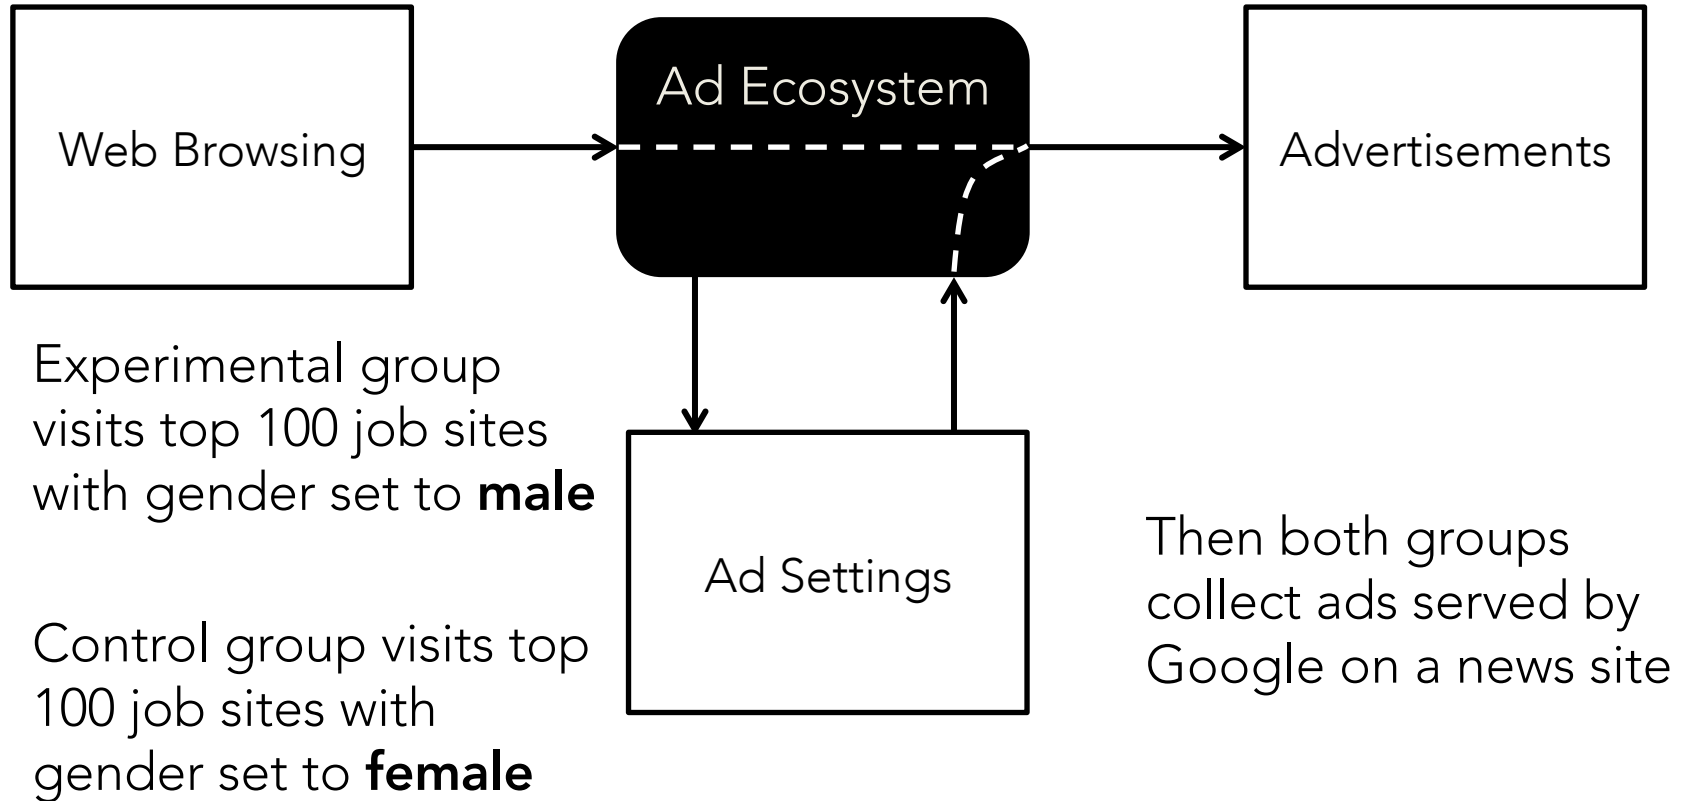 Web Browsing
Ad Ecosystem
Advertisements
Experimental group
visits top 100 job sites
with gender set to male
Control group visits top
100 job sites with
gender set to female
Ad Settings
Then both groups
collect ads served by
Google on a news site